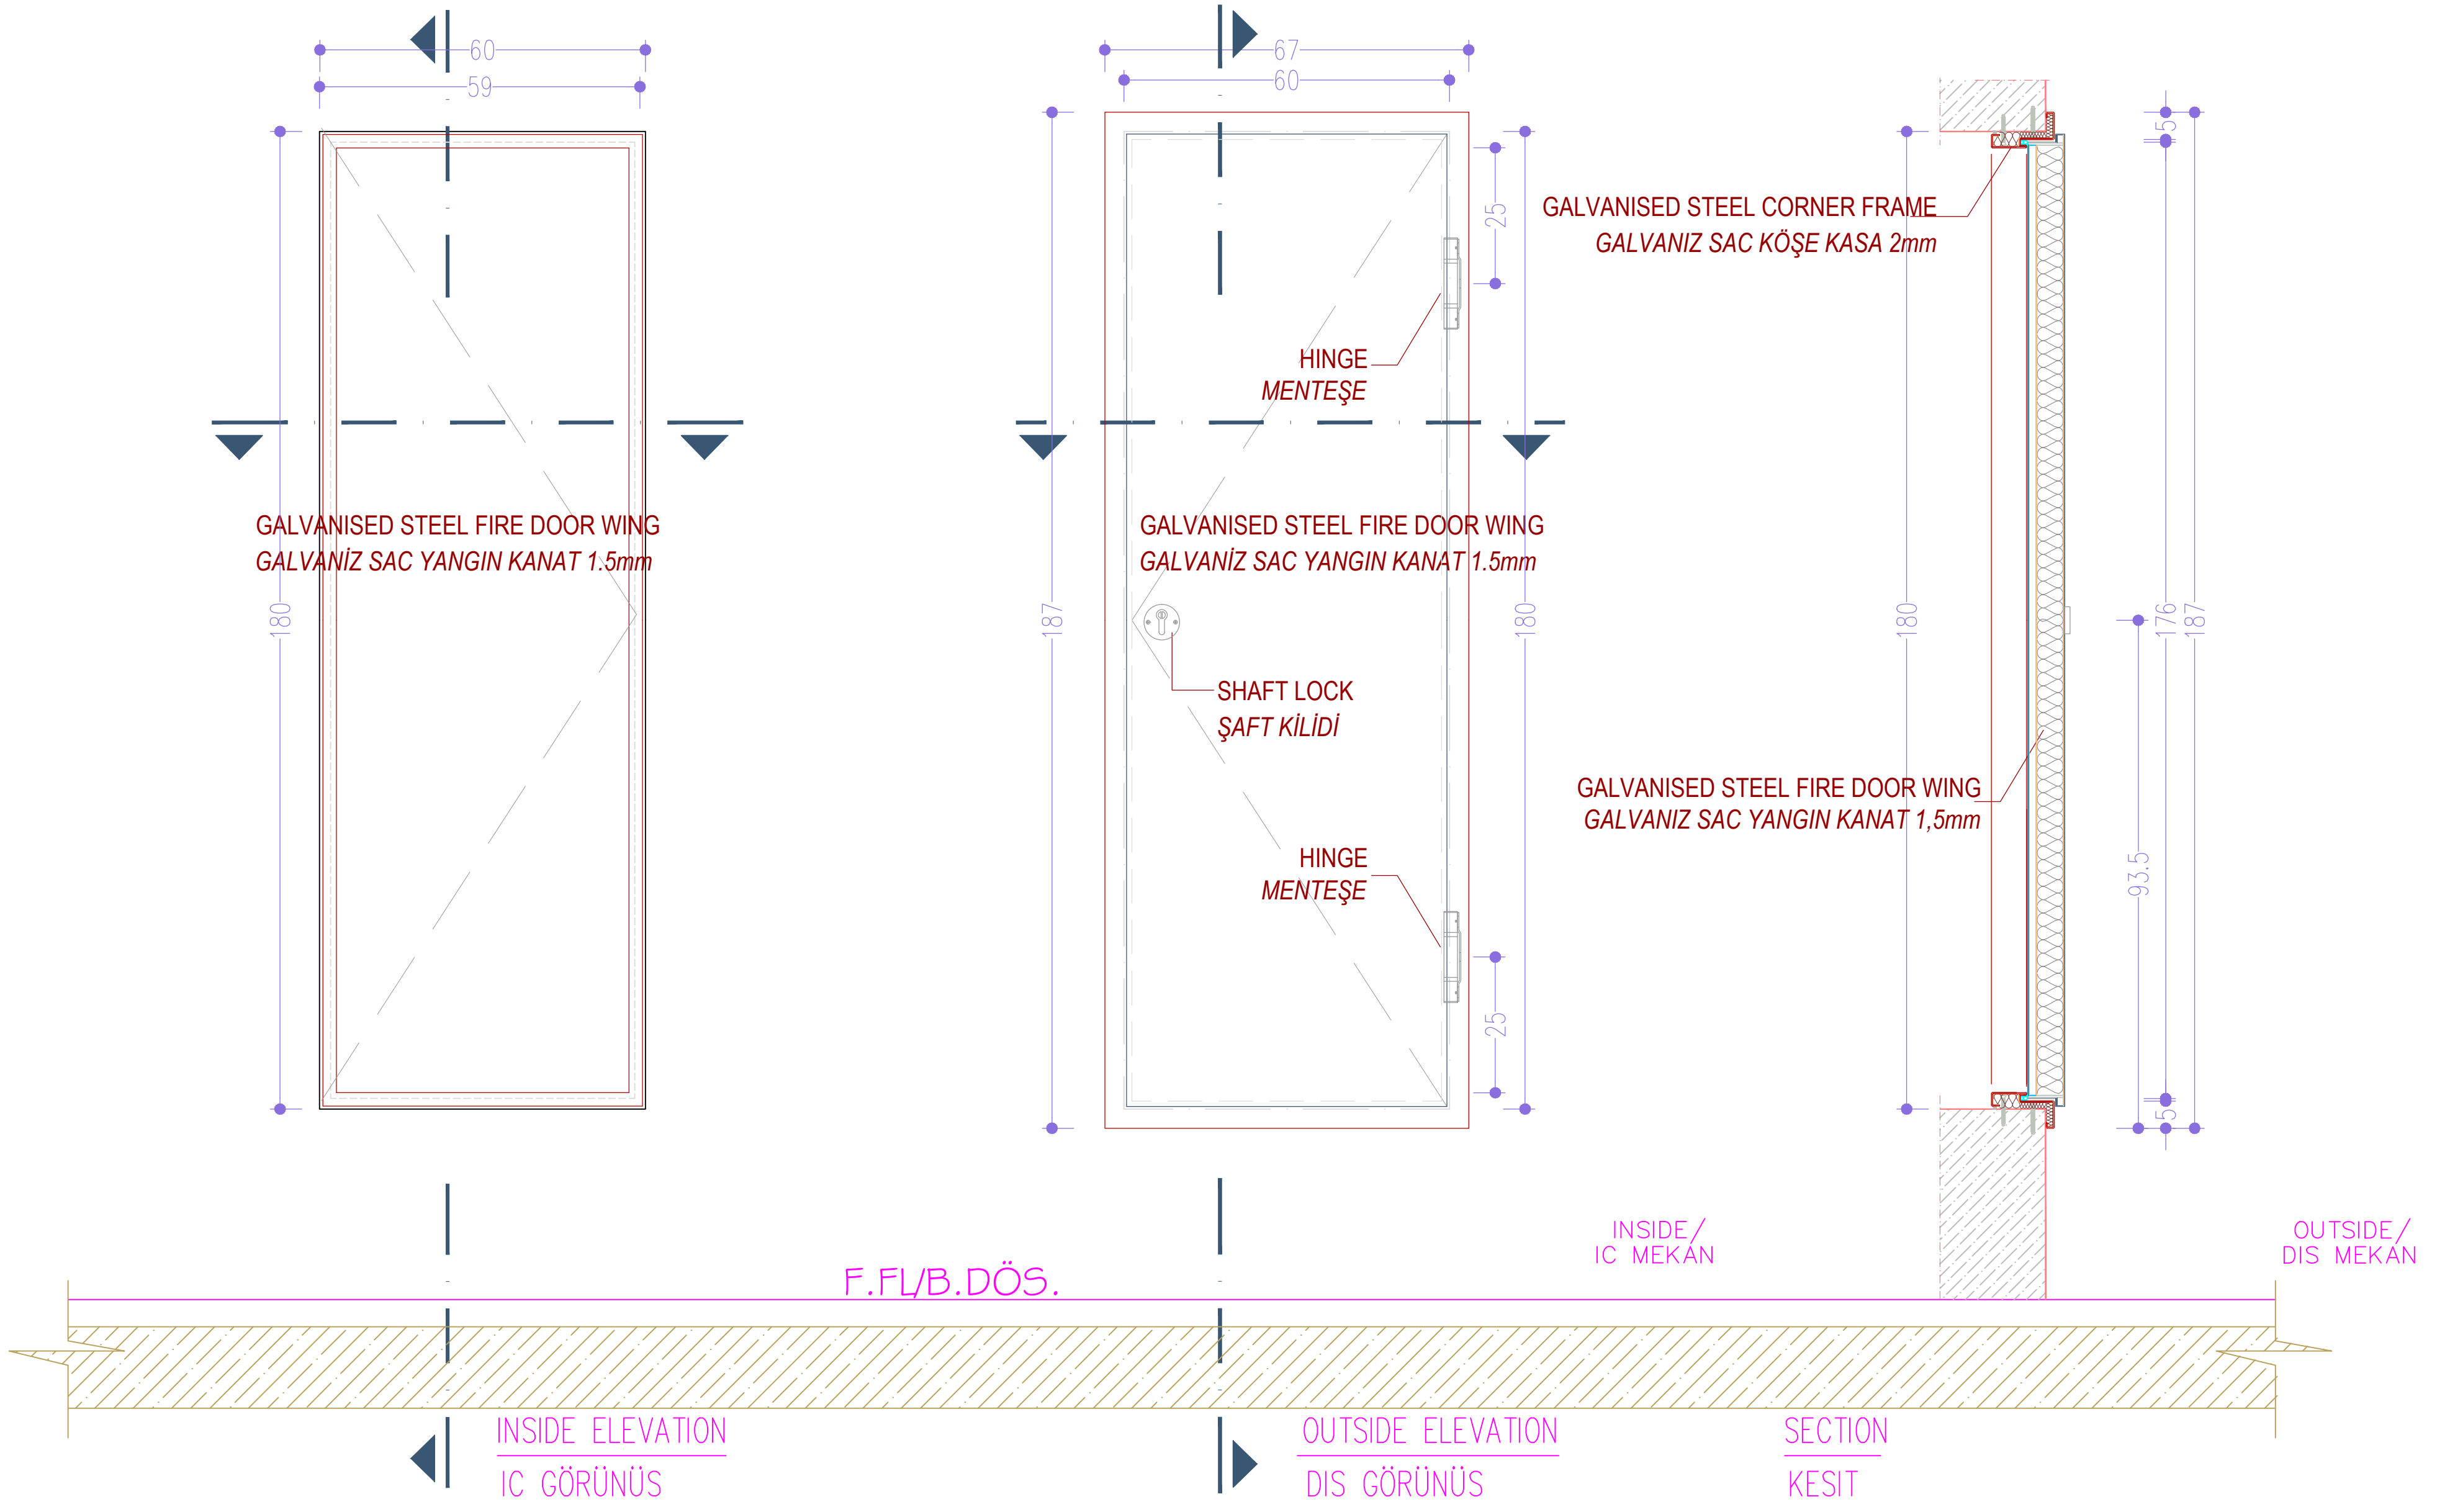 60
59
67
60
5
25
GALVANISED STEEL CORNER FRAME
GALVANIZ SAC KÖŞE KASA 2mm
HINGE
MENTEŞE
GALVANISED STEEL FIRE DOOR WING
GALVANİZ SAC YANGIN KANAT 1.5mm
GALVANISED STEEL FIRE DOOR WING
GALVANİZ SAC YANGIN KANAT 1.5mm
180
187
180
180
176
187
SHAFT LOCK
ŞAFT KİLİDİ
GALVANISED STEEL FIRE DOOR WING
GALVANIZ SAC YANGIN KANAT 1,5mm
HINGE
MENTEŞE
93.5
25
5
INSIDE/
IC MEKAN
OUTSIDE/
DIS MEKAN
F.FL/B.DÖS.
INSIDE ELEVATION
IC GÖRÜNÜS
OUTSIDE ELEVATION
DIS GÖRÜNÜS
SECTION
KESIT